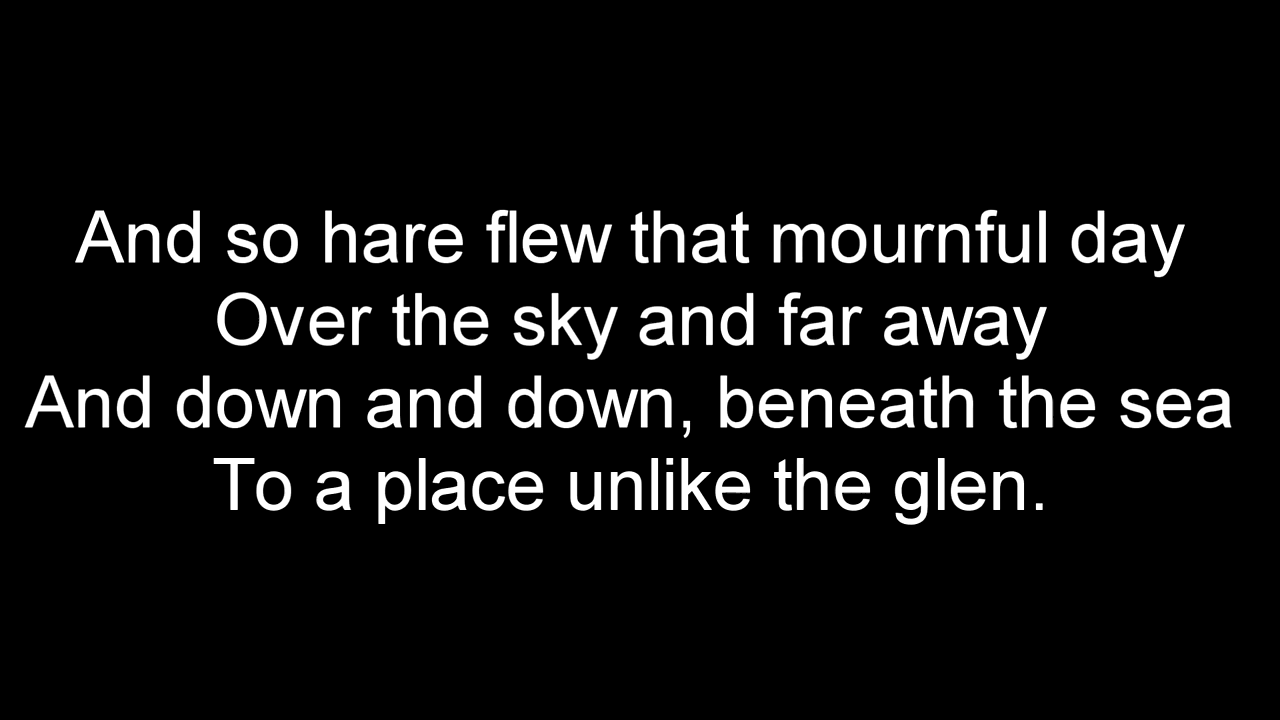 And so hare flew that mournful day
Over the sky and far away
And down and down, beneath the sea
To a place unlike the glen.